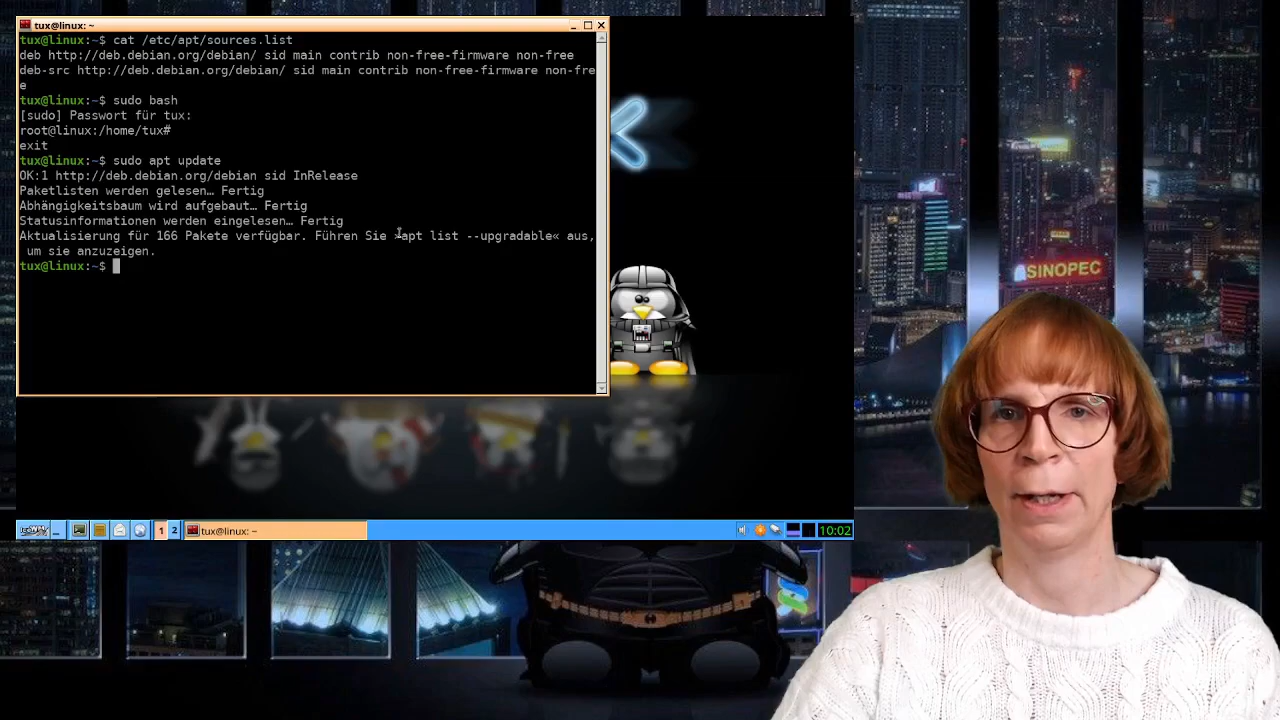 tux@linux: ~
tux@linux:~$ cat /etc/apt/sources.list
deb http://deb.debian.org/debian/ sid main contrib non-free-firmware non-free
deb-src http://deb.debian.org/debian/ sid main contrib non-free-firmware non-fre
e
tux@linux:~$ sudo bash
[sudo] Passwort für tux:
root@linux:/home/tux#
exit
tux@linux:~$ sudo apt update
OK:1 http://deb.debian.org/debian sid InRelease
Paketlisten werden gelesen… Fertig
Abhängigkeitsbaum wird aufgebaut… Fertig
Statusinformationen werden eingelesen… Fertig
Aktualisierung für 166 Pakete verfügbar. Führen Sie »apt list --upgradable« aus,
um sie anzuzeigen.
tux@linux:~$
SINOPEC
1 2 tux@linux: ~ 10:02